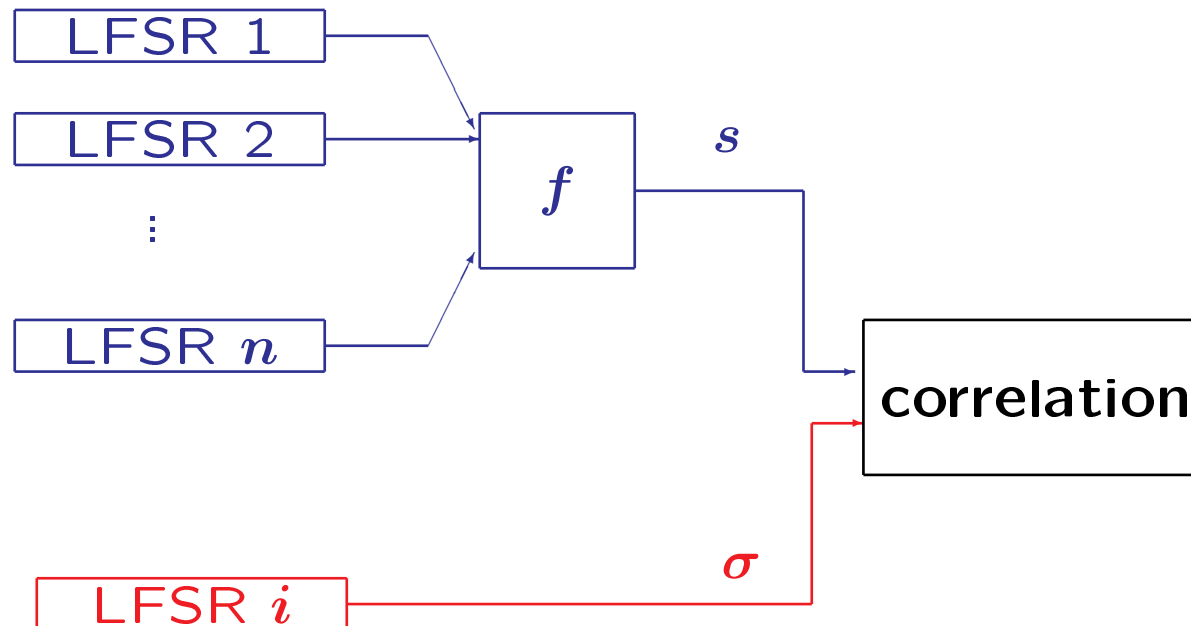 LFSR 1
LFSR 2
⋮
LFSR n
f
s
correlation
σ
LFSR i